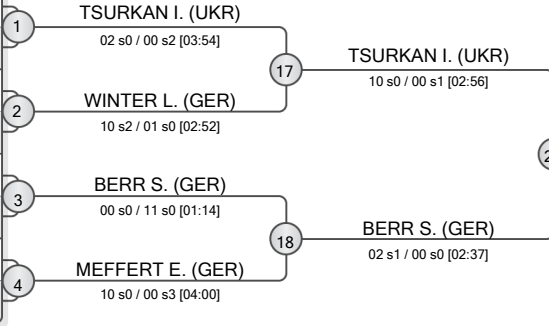 1
TSURKAN I. (UKR)
02 s0 / 00 s2 [03:54]
17
TSURKAN I. (UKR)
10 s0 / 00 s1 [02:56]
2
WINTER L. (GER)
10 s2 / 01 s0 [02:52]
2
3
BERR S. (GER)
00 s0 / 11 s0 [01:14]
18
BERR S. (GER)
02 s1 / 00 s0 [02:37]
4
MEFFERT E. (GER)
10 s0 / 00 s3 [04:00]